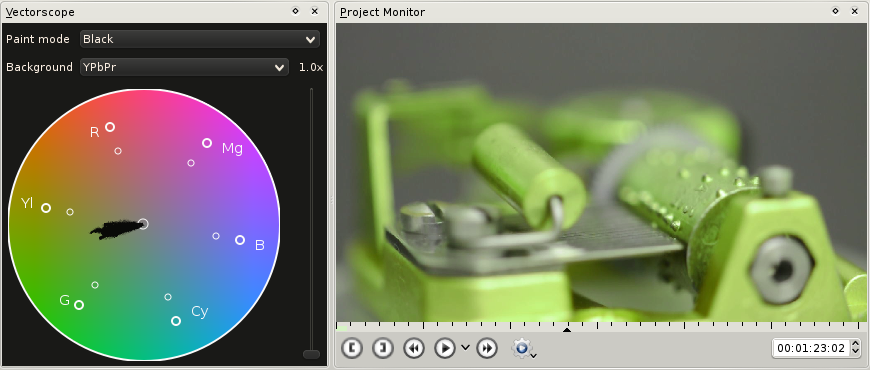 Vectorscope
Paint mode Black
Background YPbPr 1.0x
R
Mg
Yl
B
G
Cy
Project Monitor
00:01:23:02